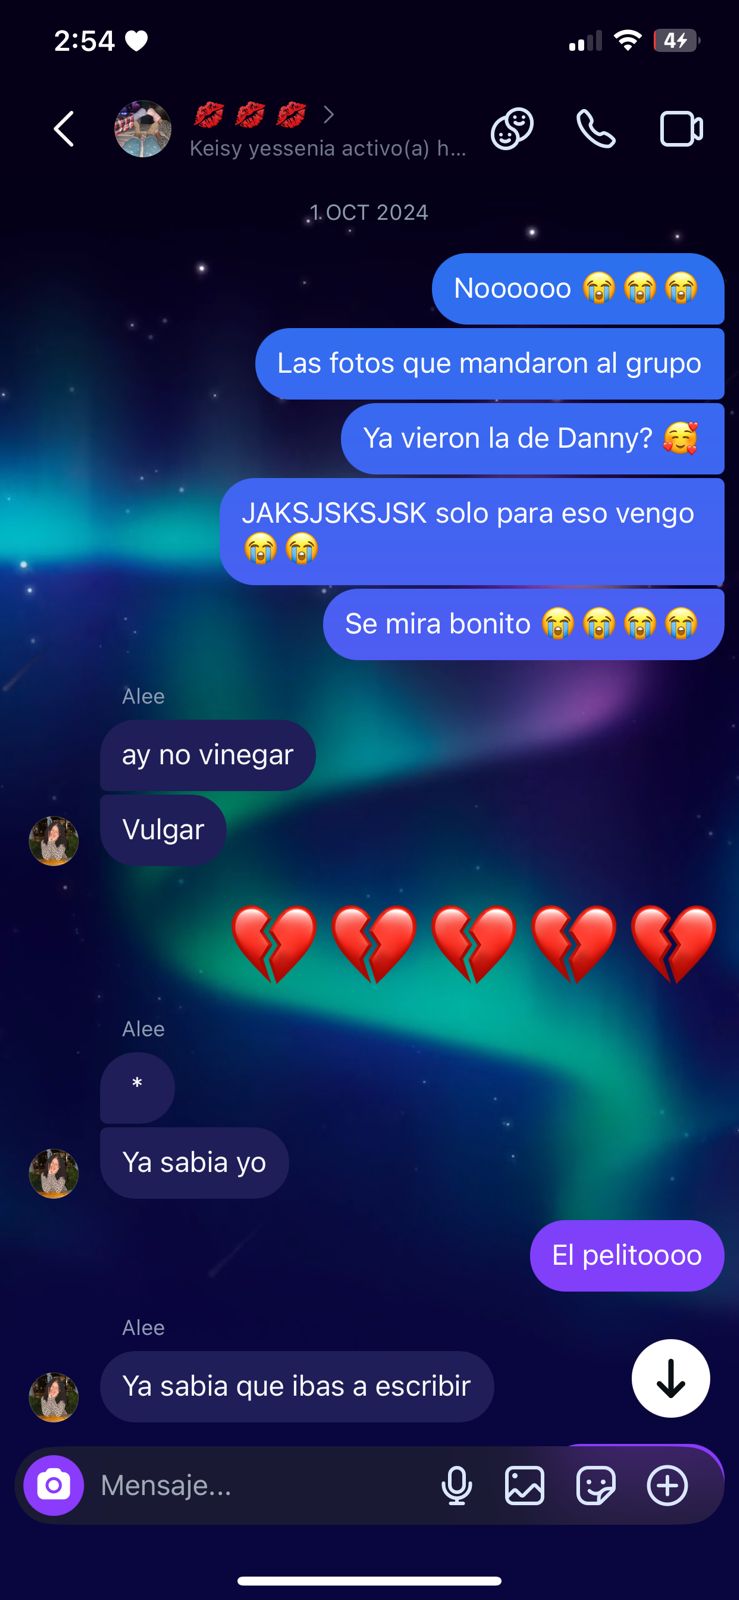 2:54 🤍
4
💋 💋 💋
Keisy yessenia activo(a) h...
1 OCT 2024
Noooooo 😭 😭 😭
Las fotos que mandaron al grupo
Ya vieron la de Danny? 🥰
JAKSJSKSJSK solo para eso vengo
😭 😭
Se mira bonito 😭 😭 😭 😭
Alee
ay no vinegar
Vulgar
💔 💔 💔 💔 💔
Alee
*
Ya sabia yo
El pelitoooo
Alee
Ya sabia que ibas a escribir
Mensaje...